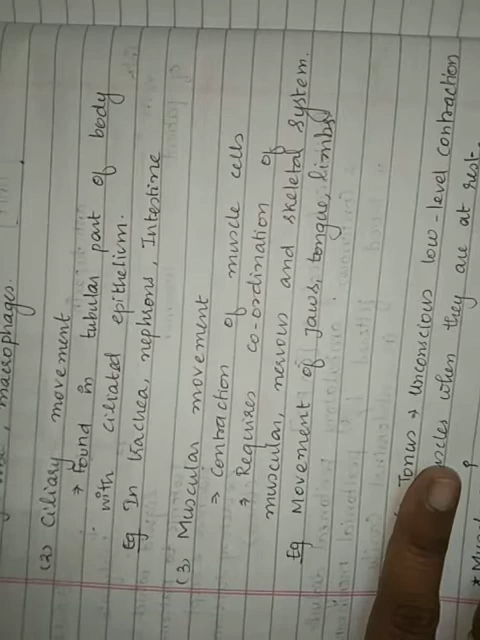 , macrophages.
(2) Ciliary movement
→ Found in tubular part of body
with ciliated epithelium.
Eg In trachea, nephrons, Intestine
(3) Muscular movement
→ Contraction of muscle cells
→ Requires co-ordination of
muscular, nervous and skeletal system.
Eg Movement of Jaws, tongue, limbs
Tonus → Unconscious low-level contraction
muscles when they are at rest.